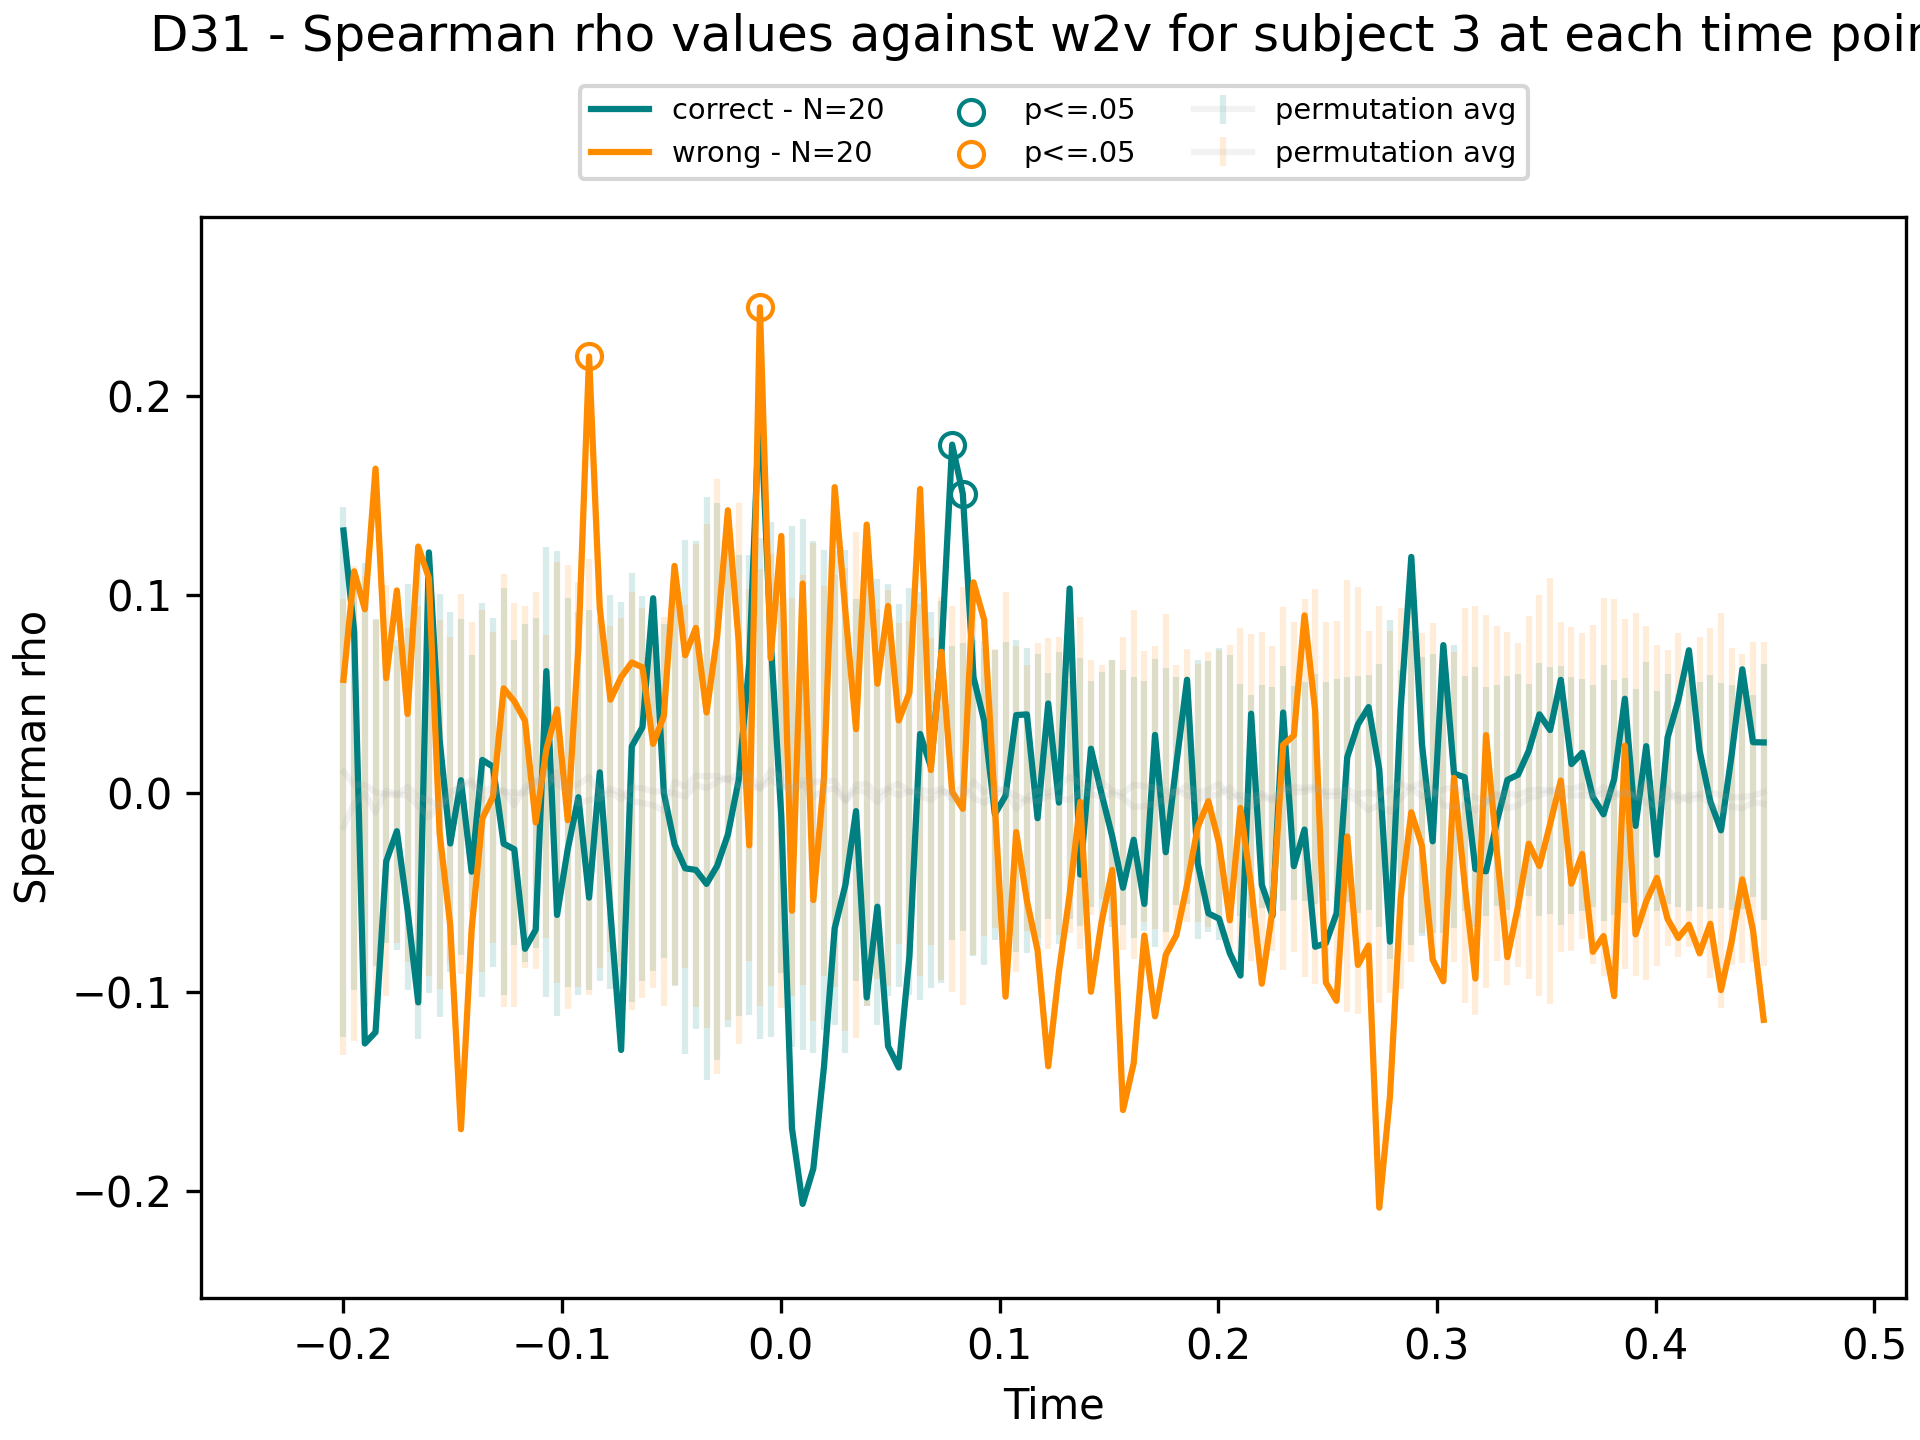 D31 - Spearman rho values against w2v for subject 3 at each time poin
correct - N=20
wrong - N=20
p<=.05
p<=.05
permutation avg
permutation avg
Spearman rho
0.2
0.1
0.0
−0.1
−0.2
−0.2 −0.1 0.0 0.1 0.2 0.3 0.4 0.5
Time